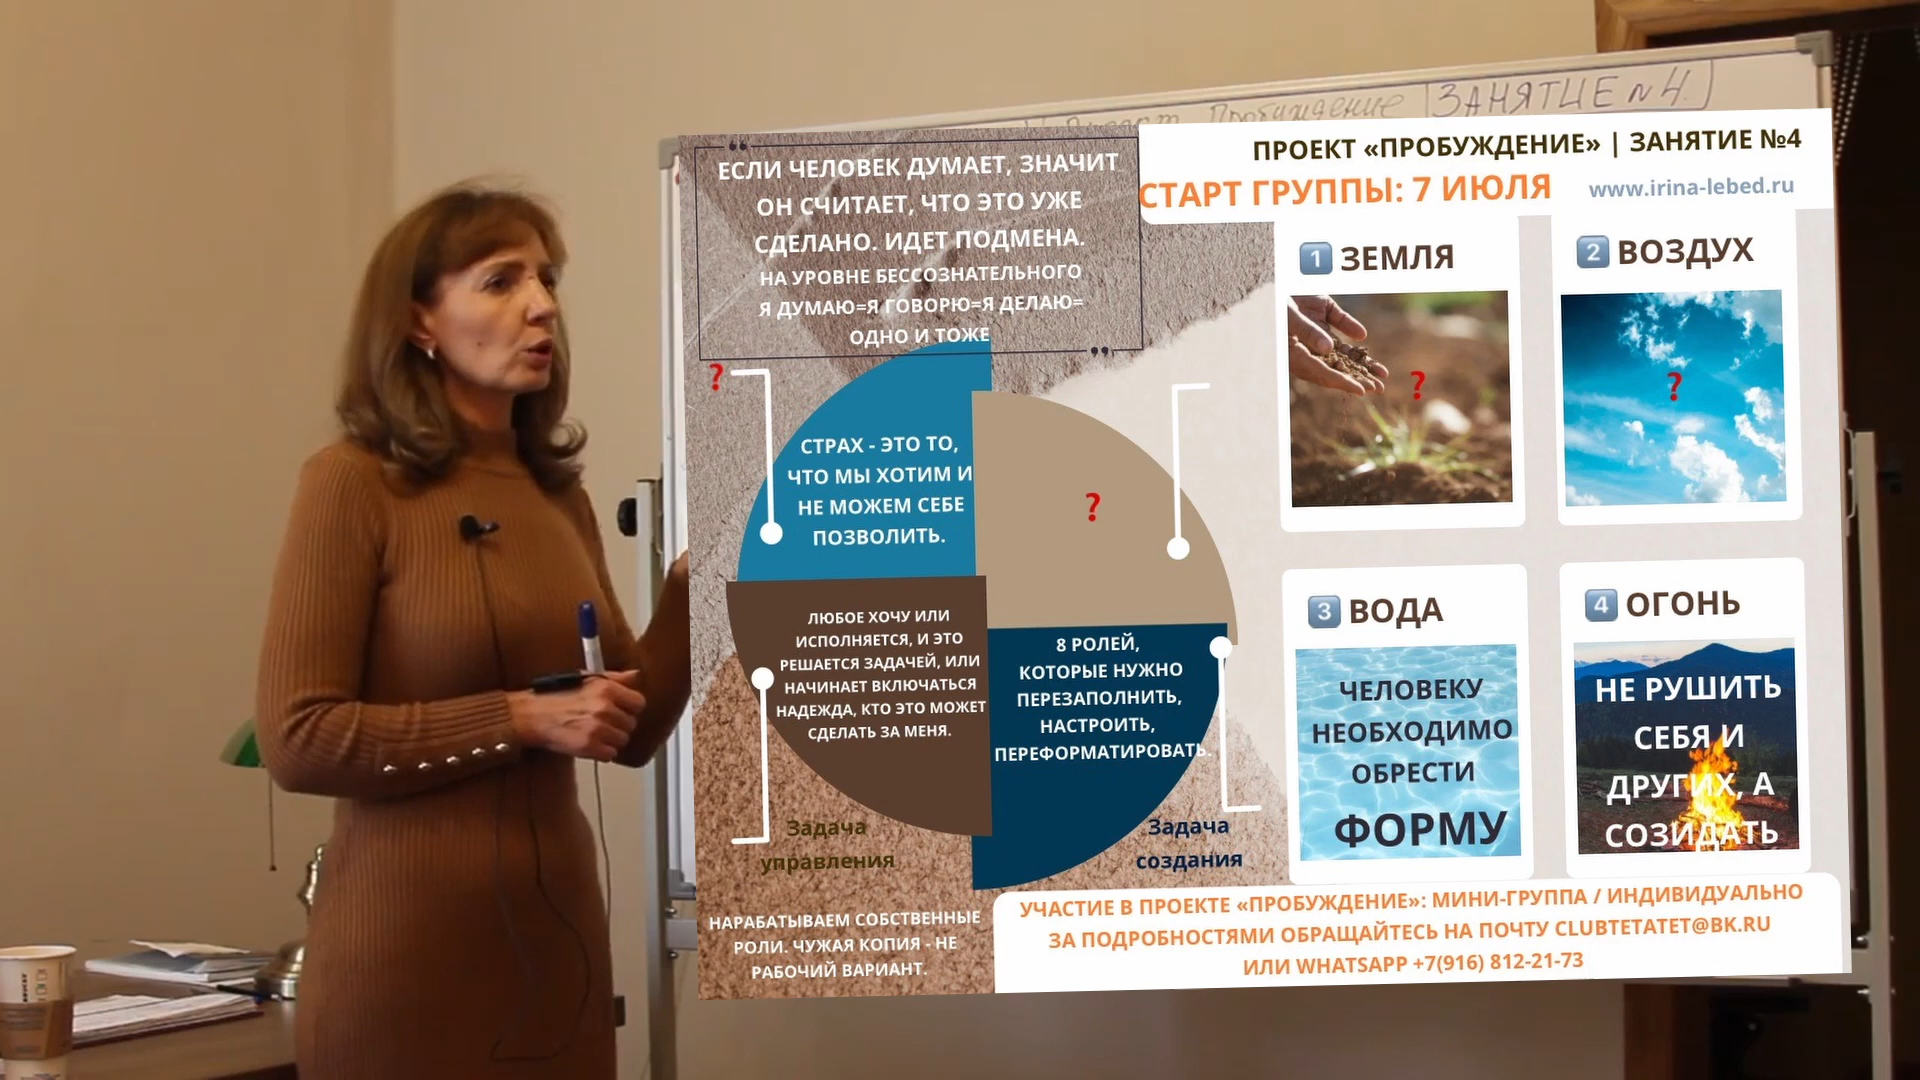 Проект Пробуждение
ЗАНЯТИЕ №4.
ЕСЛИ ЧЕЛОВЕК ДУМАЕТ, ЗНАЧИТ
ОН СЧИТАЕТ, ЧТО ЭТО УЖЕ
СДЕЛАНО. ИДЕТ ПОДМЕНА.
НА УРОВНЕ БЕССОЗНАТЕЛЬНОГО
Я ДУМАЮ=Я ГОВОРЮ=Я ДЕЛАЮ=
ОДНО И ТОЖЕ
ПРОЕКТ «ПРОБУЖДЕНИЕ» | ЗАНЯТИЕ №4
СТАРТ ГРУППЫ: 7 ИЮЛЯ
www.irina-lebed.ru
?
СТРАХ - ЭТО ТО,
ЧТО МЫ ХОТИМ И
НЕ МОЖЕМ СЕБЕ
ПОЗВОЛИТЬ.
?
ЛЮБОЕ ХОЧУ ИЛИ
ИСПОЛНЯЕТСЯ, И ЭТО
РЕШАЕТСЯ ЗАДАЧЕЙ, ИЛИ
НАЧИНАЕТ ВКЛЮЧАТЬСЯ
НАДЕЖДА, КТО ЭТО МОЖЕТ
СДЕЛАТЬ ЗА МЕНЯ.
8 РОЛЕЙ,
КОТОРЫЕ НУЖНО
ПЕРЕЗАПОЛНИТЬ,
НАСТРОИТЬ,
ПЕРЕФОРМАТИРОВАТЬ.
Задача
управления
Задача
создания
НАРАБАТЫВАЕМ СОБСТВЕННЫЕ
РОЛИ. ЧУЖАЯ КОПИЯ - НЕ
РАБОЧИЙ ВАРИАНТ.
1 ЗЕМЛЯ
?
2 ВОЗДУХ
?
3 ВОДА
ЧЕЛОВЕКУ
НЕОБХОДИМО
ОБРЕСТИ
ФОРМУ
4 ОГОНЬ
НЕ РУШИТЬ
СЕБЯ И
ДРУГИХ, А
СОЗИДАТЬ
УЧАСТИЕ В ПРОЕКТЕ «ПРОБУЖДЕНИЕ»: МИНИ-ГРУППА / ИНДИВИДУАЛЬНО
ЗА ПОДРОБНОСТЯМИ ОБРАЩАЙТЕСЬ НА ПОЧТУ CLUBTETATET@BK.RU
ИЛИ WHATSAPP +7(916) 812-21-73